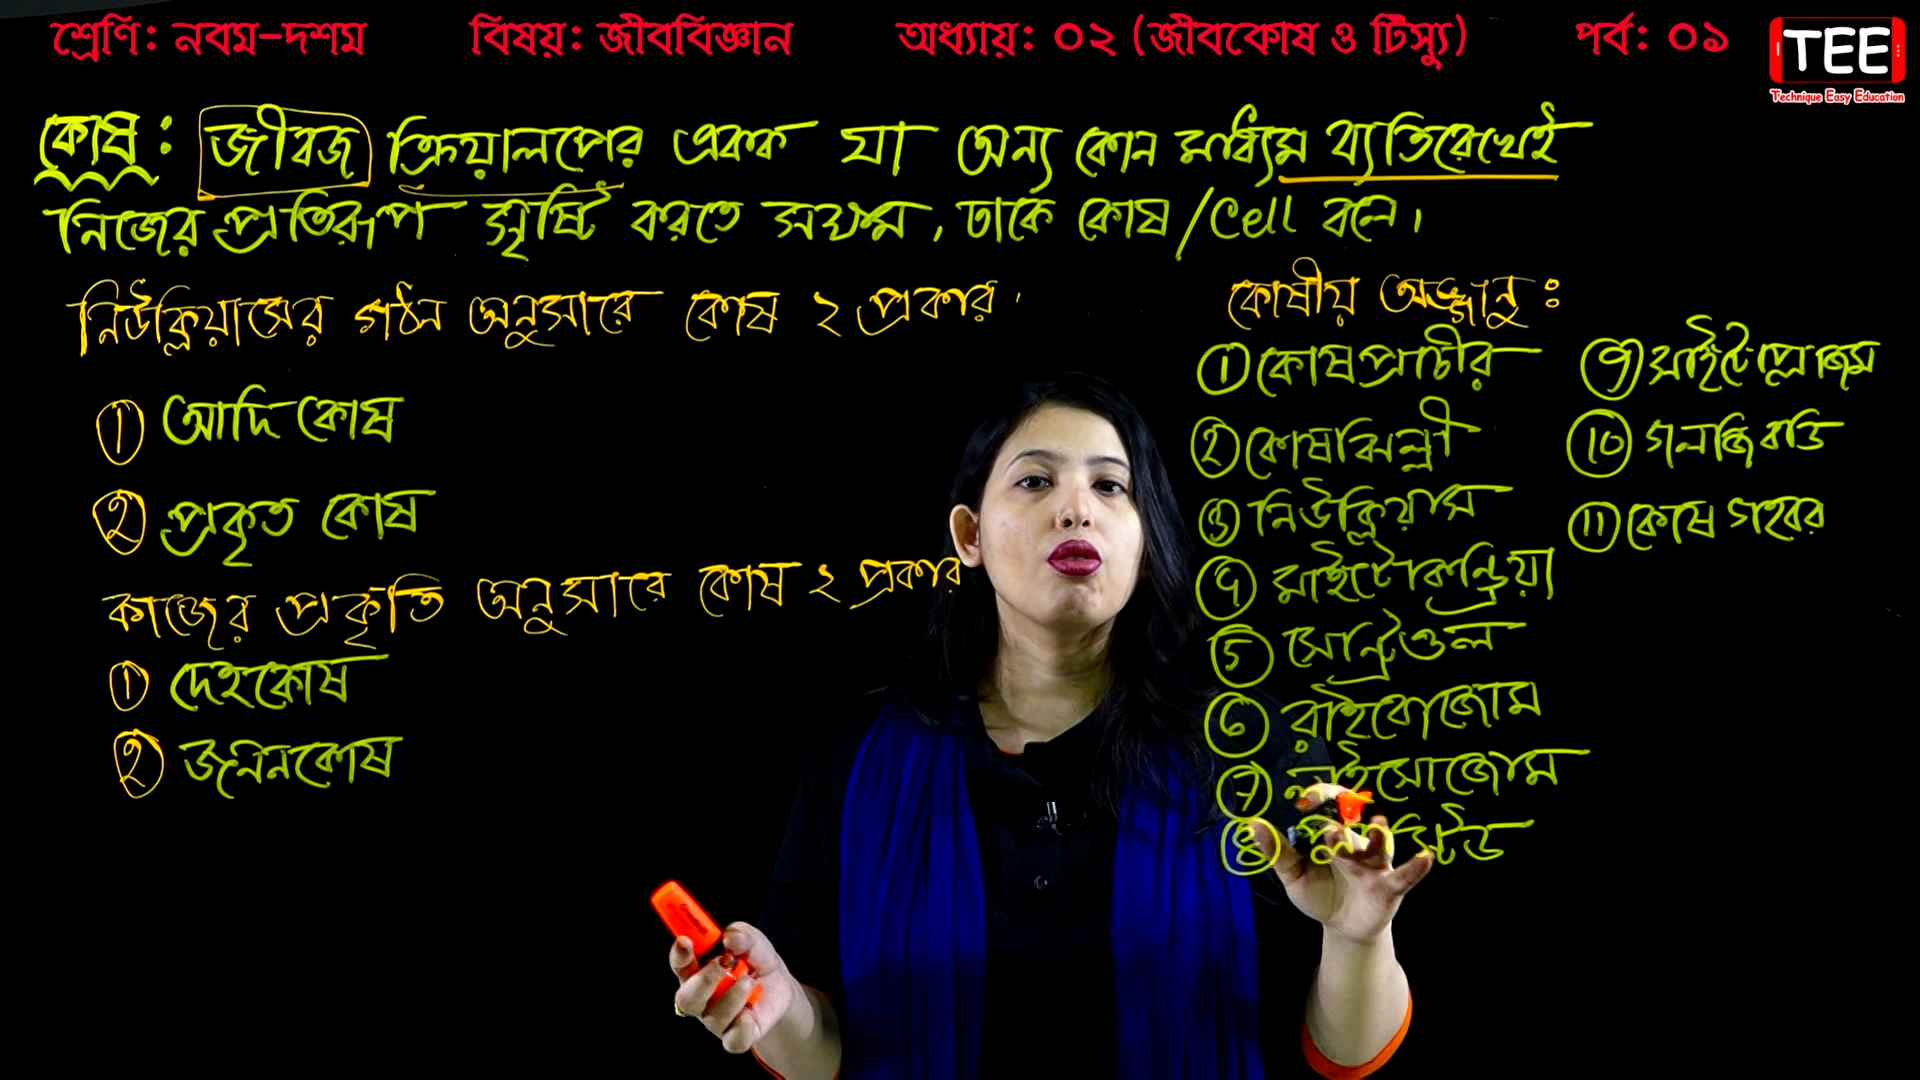 শ্রেণি: নবম-দশম বিষয়: জীববিজ্ঞান অধ্যায়: ০২ (জীবকোষ ও টিস্যু) পর্ব: ০১
TEE
Technique Easy Education
কোষ : জীবজ ক্রিয়ালপের একক যা অন্য কোন মাধ্যিম ব্যতিরেখেই
নিজের প্রতিরূপ সৃষ্টি করতে সক্ষম, তাকে কোষ/Cell বলে।
নিউক্লিয়াসের গঠন অনুসারে কোষ ২ প্রকার।
① আদি কোষ
② প্রকৃত কোষ
কাজের প্রকৃতি অনুসারে কোষ ২ প্রকার
① দেহকোষ
② জননকোষ
কোষীয় অঙ্গানু :
① কোষপ্রাচীর
② কোষঝিল্লী
③ নিউক্লিয়াস
④ মাইটোকন্ড্রিয়া
⑤ সেন্ট্রিওল
⑥ রাইবোজোম
⑦ লাইসোজোম
⑧ প্লাস্টিড
⑨ সাইটোপ্লাজম
⑩ গলজিবডি
⑪ কোষ গহবর